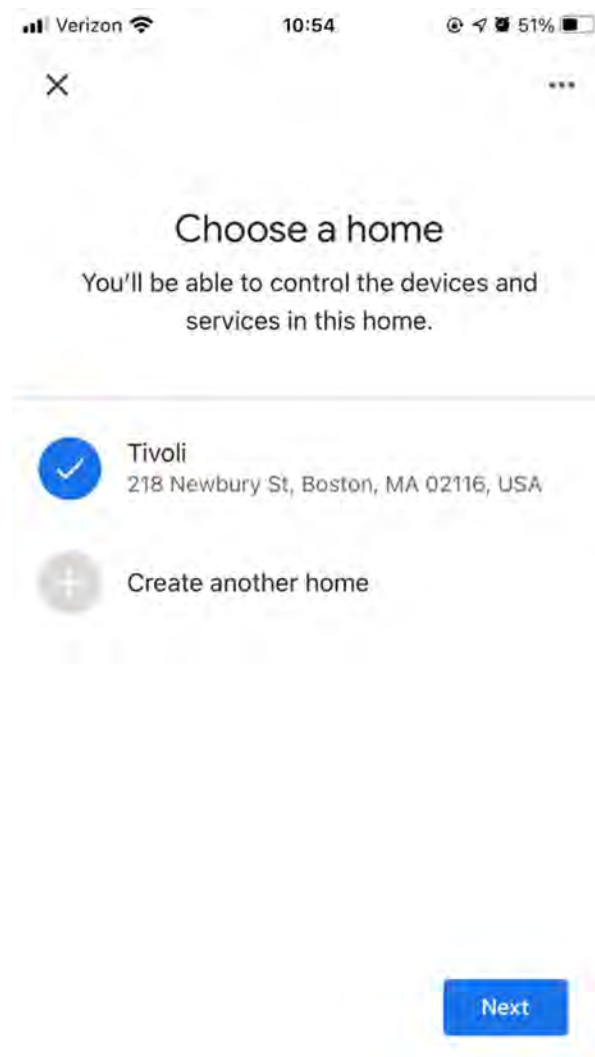 Verizon 10:54 51%
Choose a home
You'll be able to control the devices and
services in this home.
Tivoli
218 Newbury St, Boston, MA 02116, USA
Create another home
Next